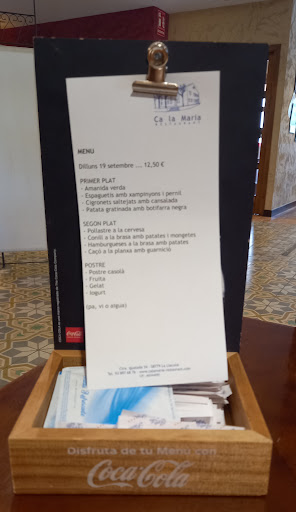 Ca la Maria
RESTAURANT
MENÚ
Dilluns 19 setembre ... 12,50 €
PRIMER PLAT
- Amanida verda
- Espaguetis amb xampinyons i pernil
- Cigronets saltejats amb cansalada
- Patata gratinada amb botifarra negra
SEGON PLAT
- Pollastre a la cervesa
- Conill a la brasa amb patates i mongetes
- Hamburgueses a la brasa amb patates
- Caçó a la planxa amb guarnició
POSTRE
- Postre casolà
- Fruita
- Gelat
- Iogurt
(pa, vi o aigua)
Disfruta de tu Menú con
Coca-Cola